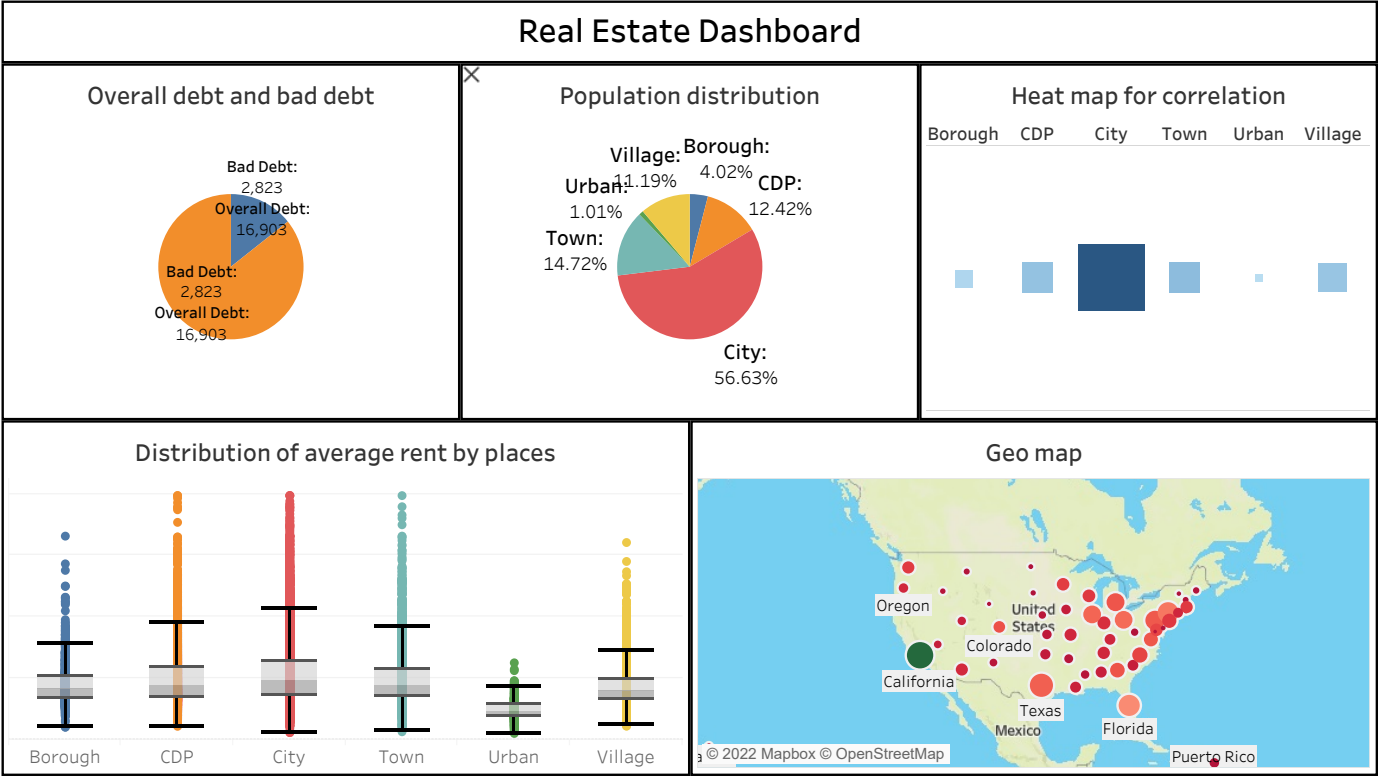 Real Estate Dashboard
Overall debt and bad debt
Bad Debt:
2,823
Overall Debt:
16,903
Bad Debt:
2,823
Overall Debt:
16,903
Population distribution
Village:
11.19%
Borough:
4.02%
Urban:
1.01%
CDP:
12.42%
Town:
14.72%
City:
56.63%
Heat map for correlation
Borough CDP City Town Urban Village
Distribution of average rent by places
Borough CDP City Town Urban Village
Geo map
Oregon
United
States
Colorado
California
Texas
Florida
Mexico
Puerto Rico
a
© 2022 Mapbox © OpenStreetMap